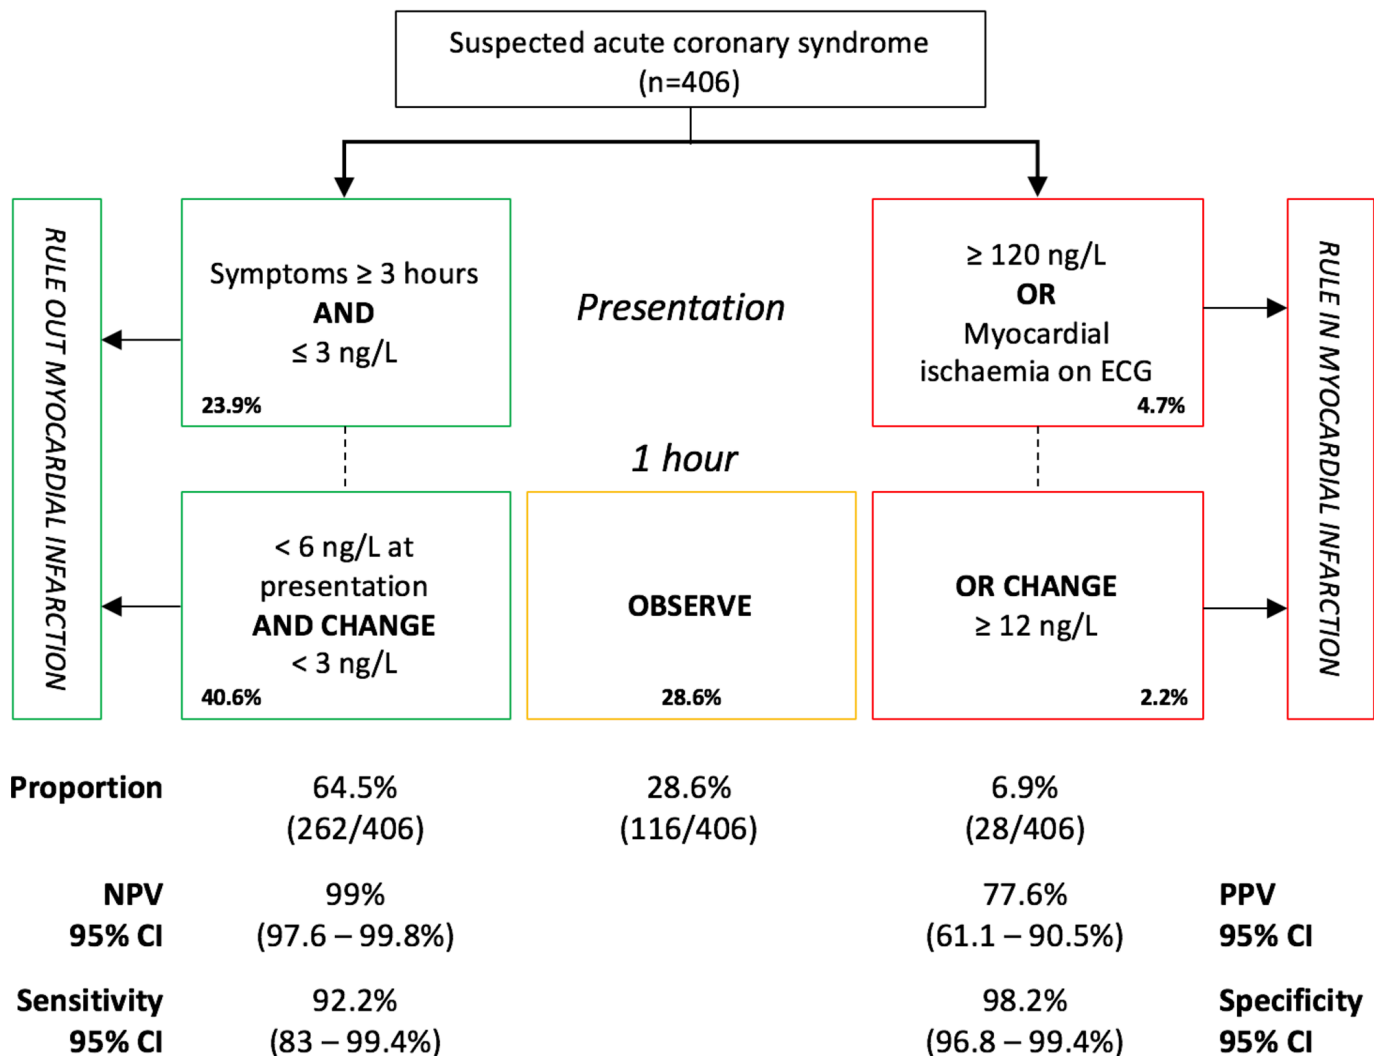 Suspected acute coronary syndrome
(n=406)
RULE OUT MYOCARDIAL INFARCTION
Symptoms ≥ 3 hours
AND
≤ 3 ng/L
23.9%
Presentation
≥ 120 ng/L
OR
Myocardial
ischaemia on ECG
4.7%
RULE IN MYOCARDIAL INFARCTION
1 hour
< 6 ng/L at
presentation
AND CHANGE
< 3 ng/L
40.6%
OBSERVE
28.6%
OR CHANGE
≥ 12 ng/L
2.2%
Proportion 64.5% 28.6% 6.9%
(262/406) (116/406) (28/406)
NPV 99% 77.6% PPV
95% CI (97.6 – 99.8%) (61.1 – 90.5%) 95% CI
Sensitivity 92.2% 98.2% Specificity
95% CI (83 – 99.4%) (96.8 – 99.4%) 95% CI